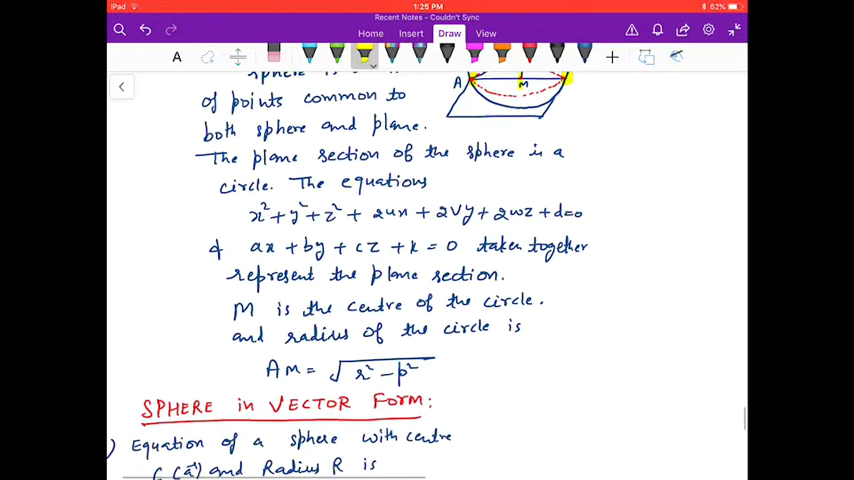 iPad
1:25 PM
62%
Recent Notes - Couldn't Sync
Home Insert Draw View
A
A M
of points common to
both sphere and plane.
The plane section of the sphere is a
circle. The equations
x²+y²+z² + 2ux + 2Vy + 2wz + d=0
& ax + by + cz + k = 0 taken together
represent the plane section.
M is the centre of the circle.
and radius of the circle is
AM = √r² - p²
SPHERE in VECTOR FORM:
) Equation of a sphere with centre
C (a⃗) and Radius R is